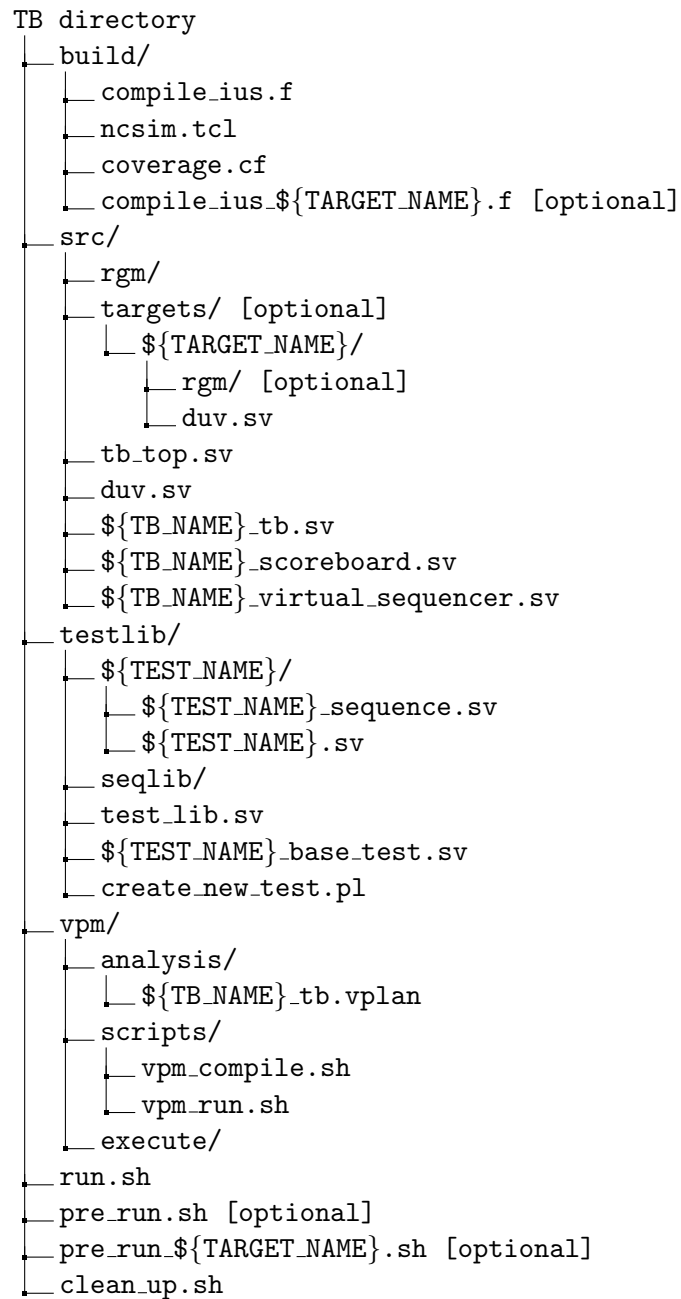 TB directory
build/
compile_ius.f
ncsim.tcl
coverage.cf
compile_ius_${TARGET_NAME}.f [optional]
src/
rgm/
targets/ [optional]
${TARGET_NAME}/
rgm/ [optional]
duv.sv
tb_top.sv
duv.sv
${TB_NAME}_tb.sv
${TB_NAME}_scoreboard.sv
${TB_NAME}_virtual_sequencer.sv
testlib/
${TEST_NAME}/
${TEST_NAME}_sequence.sv
${TEST_NAME}.sv
seqlib/
test_lib.sv
${TEST_NAME}_base_test.sv
create_new_test.pl
vpm/
analysis/
${TB_NAME}_tb.vplan
scripts/
vpm_compile.sh
vpm_run.sh
execute/
run.sh
pre_run.sh [optional]
pre_run_${TARGET_NAME}.sh [optional]
clean_up.sh